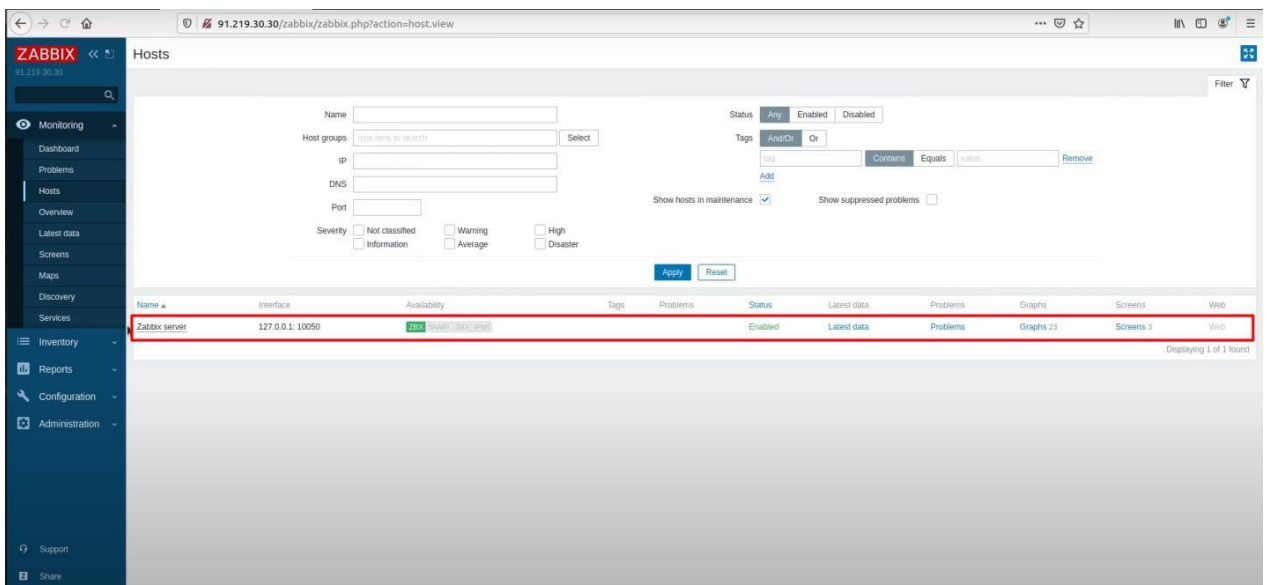 91.219.30.30/zabbix/zabbix.php?action=host.view
ZABBIX
91.219.30.30
Hosts
Filter
Monitoring
Dashboard
Problems
Hosts
Overview
Latest data
Screens
Maps
Discovery
Services
Inventory
Reports
Configuration
Administration
Support
Share
Name
Host groups type here to search Select
IP
DNS
Port
Severity Not classified Warning High
Information Average Disaster
Status Any Enabled Disabled
Tags And/Or Or
tag Contains Equals value Remove
Add
Show hosts in maintenance Show suppressed problems
Apply Reset
Name Interface Availability Tags Problems Status Latest data Problems Graphs Screens Web
Zabbix server 127.0.0.1: 10050 ZBX SNMP JMX IPMI Enabled Latest data Problems Graphs 23 Screens 3 Web
Displaying 1 of 1 found